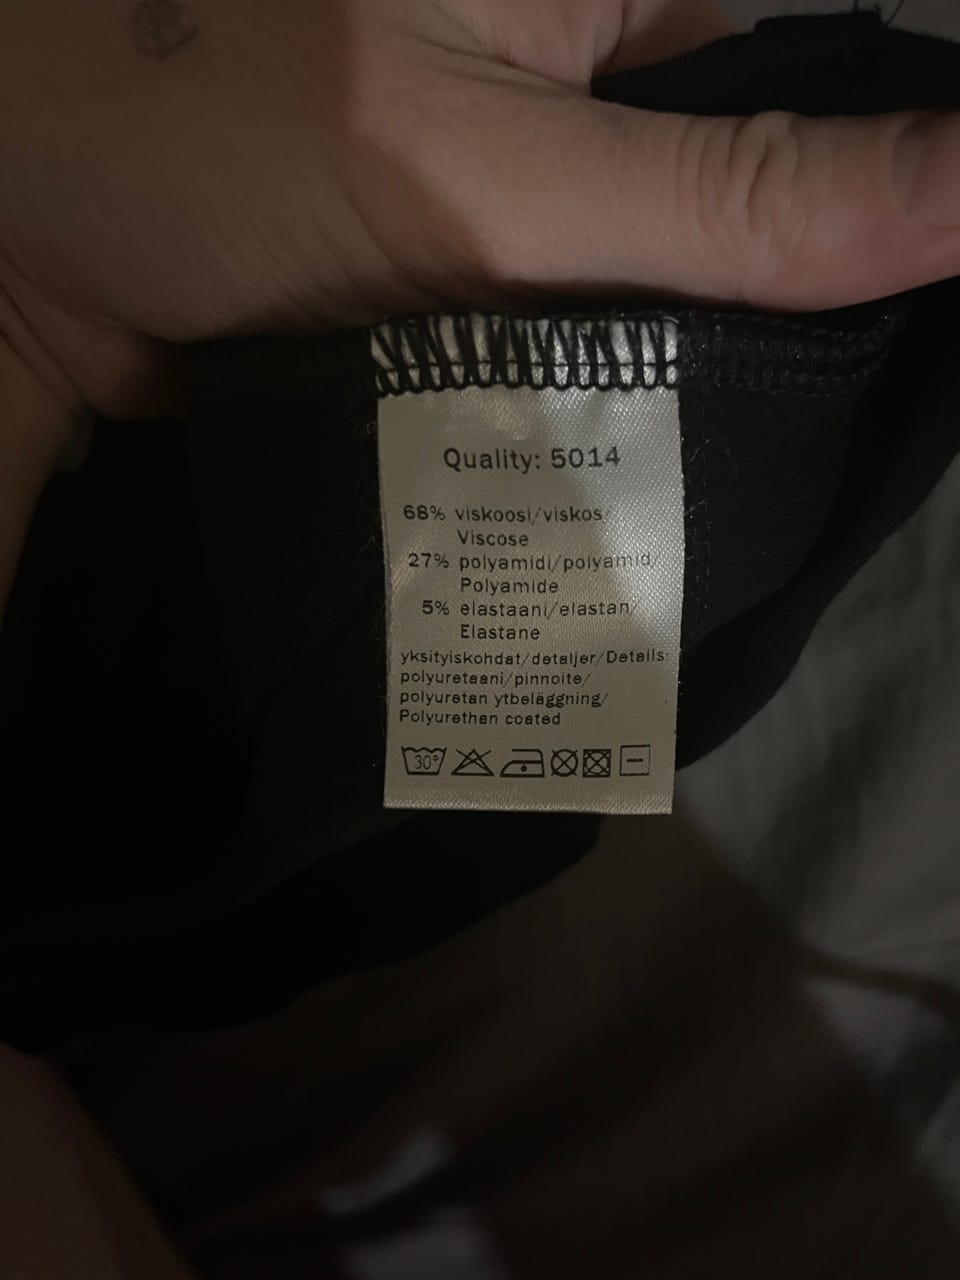 Quality: 5014
68% viskoosi/viskos/
Viscose
27% polyamidi/polyamid/
Polyamide
5% elastaani/elastan/
Elastane
yksityiskohdat/detaljer/Details:
polyuretaani/pinnoite/
polyuretan ytbeläggning/
Polyurethan coated
30°